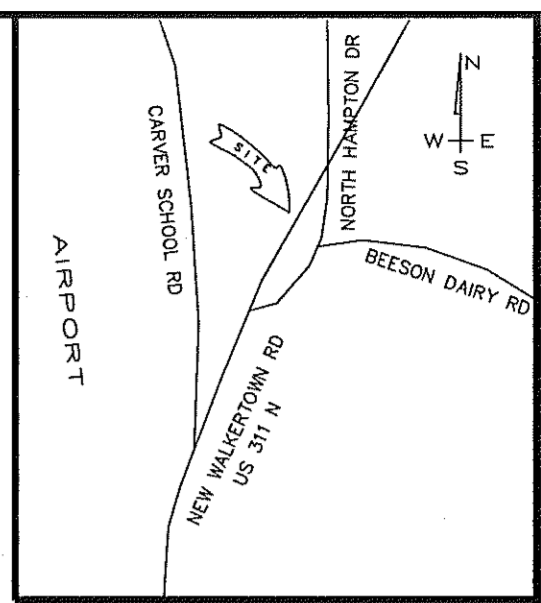 N
W E
S
NORTH HAMPTON DR
CARVER SCHOOL RD
SITE
BEESON DAIRY RD
AIRPORT
NEW WALKERTOWN RD
US 311 N